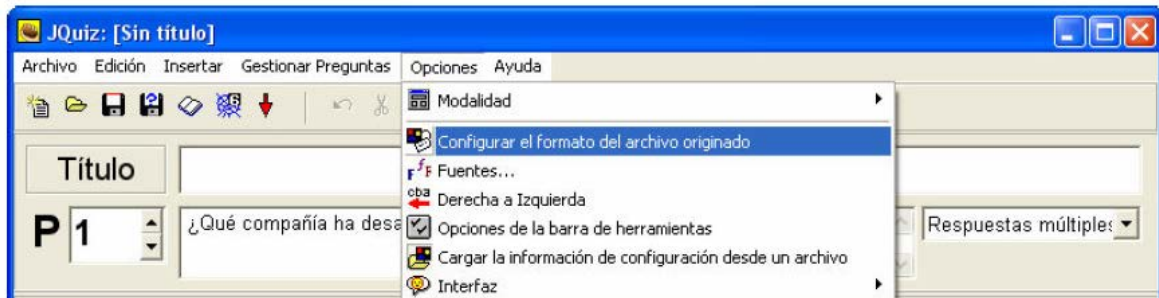 JQuiz: [Sin título]
Archivo Edición Insertar Gestionar Preguntas Opciones Ayuda
Modalidad
Configurar el formato del archivo originado
Título
Fuentes...
Derecha a Izquierda
P 1 ¿Qué compañía ha Respuestas múltiples
Opciones de la barra de herramientas
Cargar la información de configuración desde un archivo
Interfaz